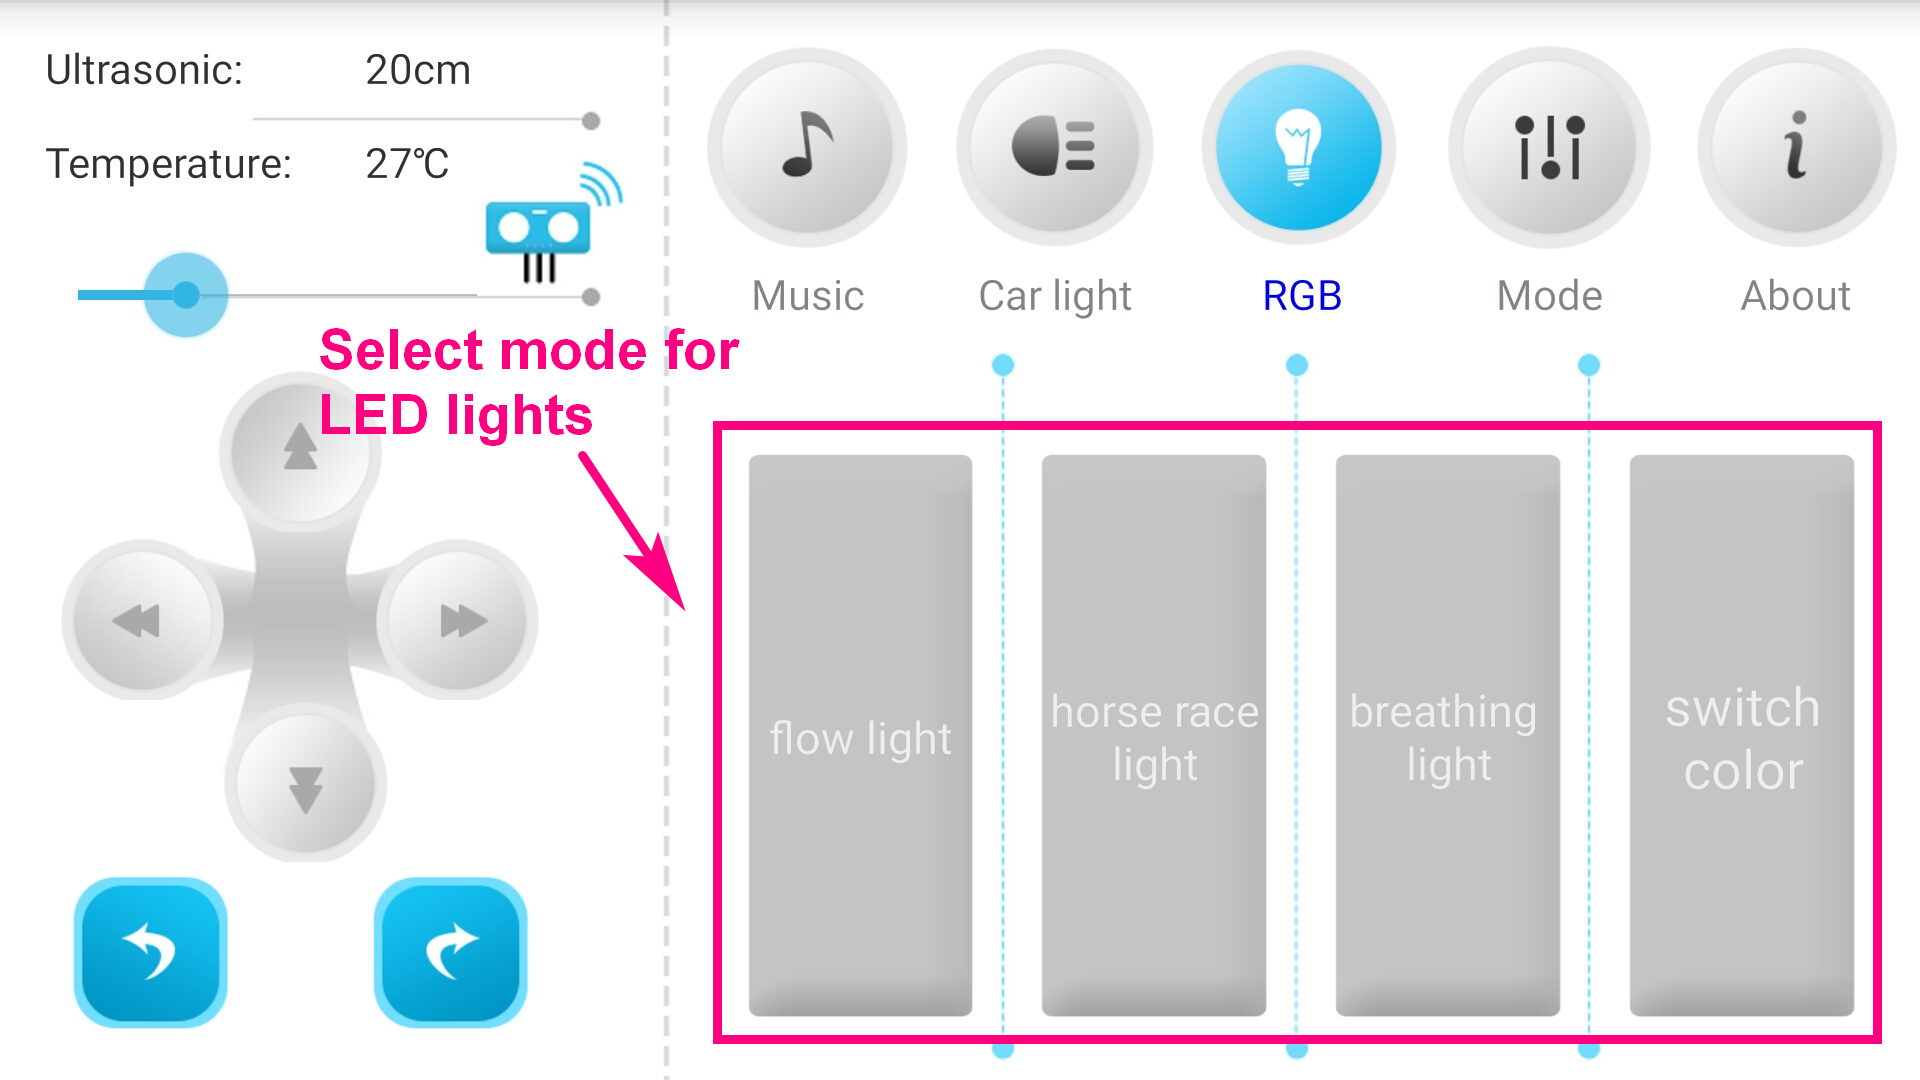 Ultrasonic: 20cm
Temperature: 27℃
Music
Car light
RGB
Mode
About
Select mode for
LED lights
flow light
horse race
light
breathing
light
switch
color